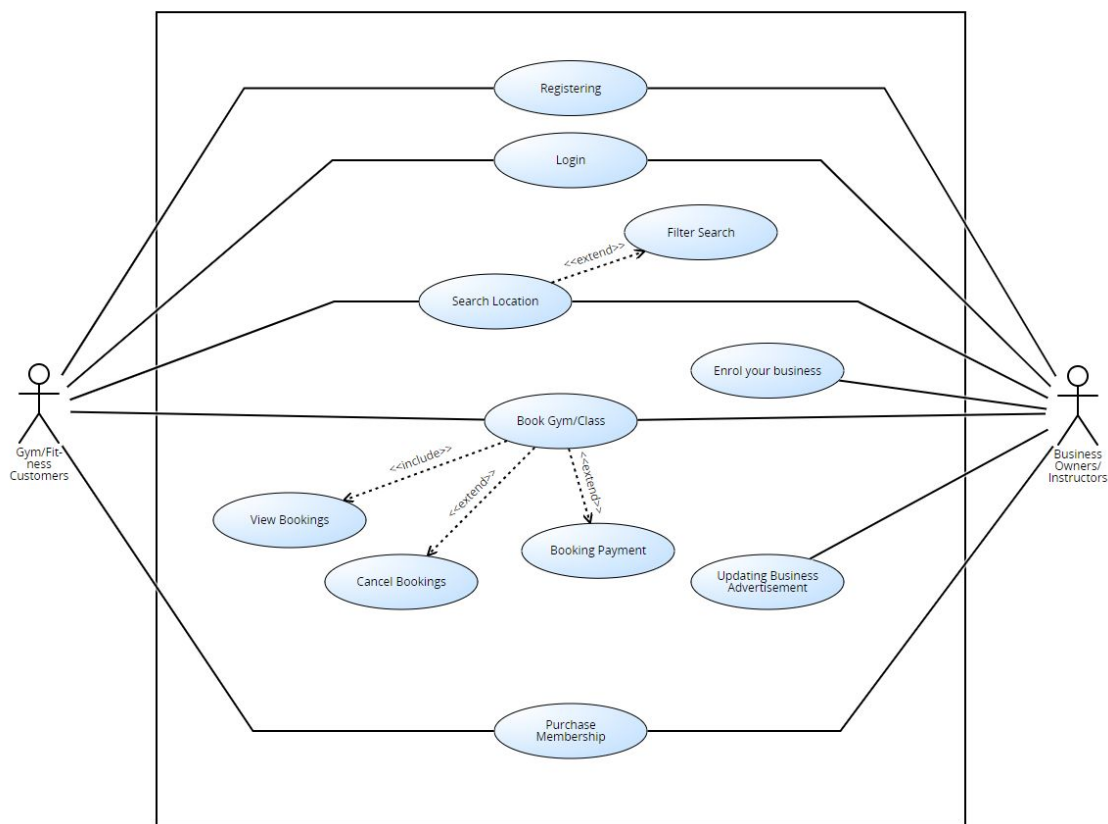 Registering
Login
Filter Search
<<extend>>
Search Location
Enrol your business
Book Gym/Class
Gym/Fit-
ness
Customers
Business
Owners/
Instructors
<<include>>
<<extend>>
<<extend>>
View Bookings
Booking Payment
Cancel Bookings
Updating Business
Advertisement
Purchase
Membership